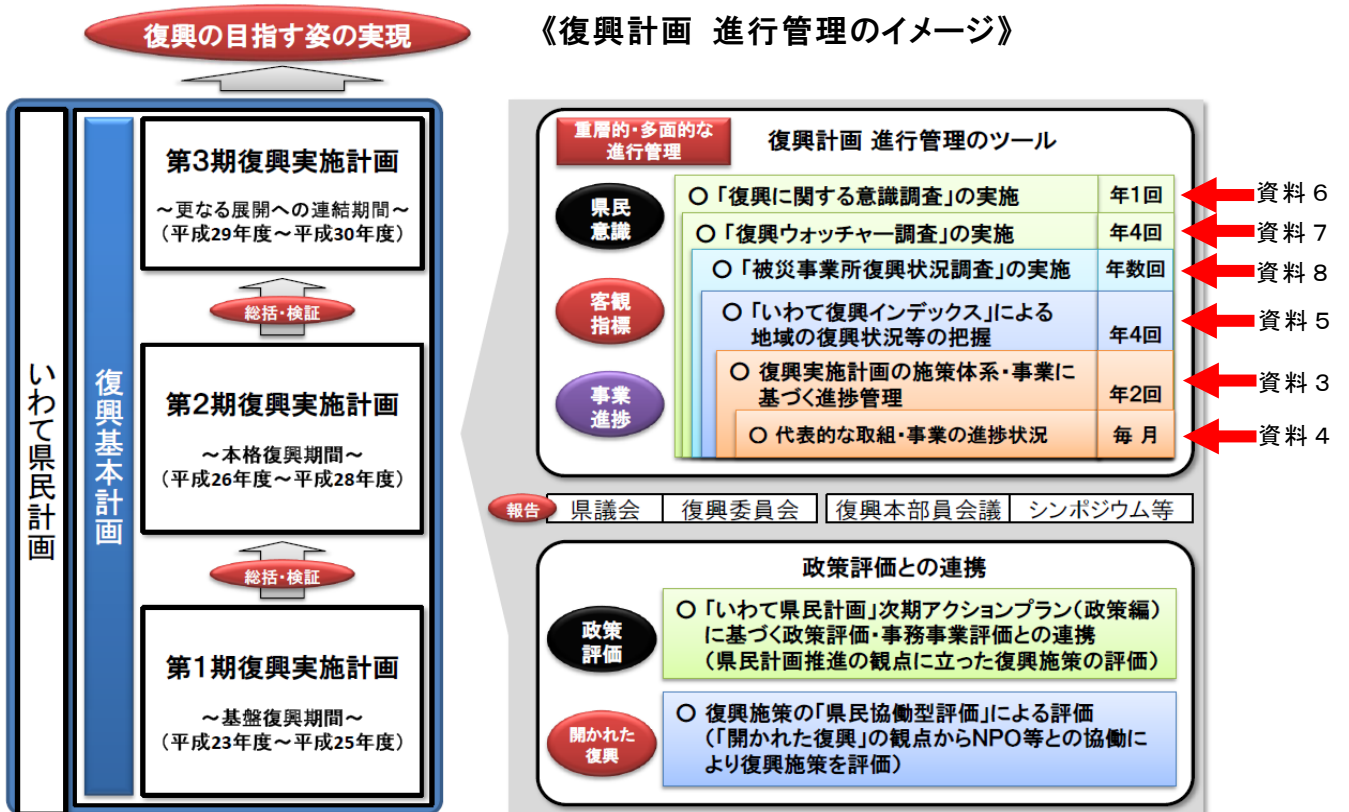 《復興計画 進行管理のイメージ》
復興の目指す姿の実現
いわて県民計画
復興基本計画
第3期復興実施計画
～更なる展開への連結期間～
（平成29年度～平成30年度）
総括・検証
第2期復興実施計画
～本格復興期間～
（平成26年度～平成28年度）
総括・検証
第1期復興実施計画
～基盤復興期間～
（平成23年度～平成25年度）
重層的・多面的な
進行管理
復興計画 進行管理のツール
県民
意識
客観
指標
事業
進捗
○「復興に関する意識調査」の実施 年1回
資料６
○「復興ウォッチャー調査」の実施 年4回
資料７
○「被災事業所復興状況調査」の実施 年数回
資料８
○「いわて復興インデックス」による
地域の復興状況等の把握 年4回
資料５
○ 復興実施計画の施策体系・事業に
基づく進捗管理 年2回
資料３
○ 代表的な取組・事業の進捗状況 毎 月
資料４
報告 県議会 復興委員会 復興本部員会議 シンポジウム等
政策評価との連携
政策
評価
○「いわて県民計画」次期アクションプラン（政策編）
に基づく政策評価・事務事業評価との連携
（県民計画推進の観点に立った復興施策の評価）
開かれた
復興
○ 復興施策の「県民協働型評価」による評価
（「開かれた復興」の観点からNPO等との協働に
より復興施策を評価）